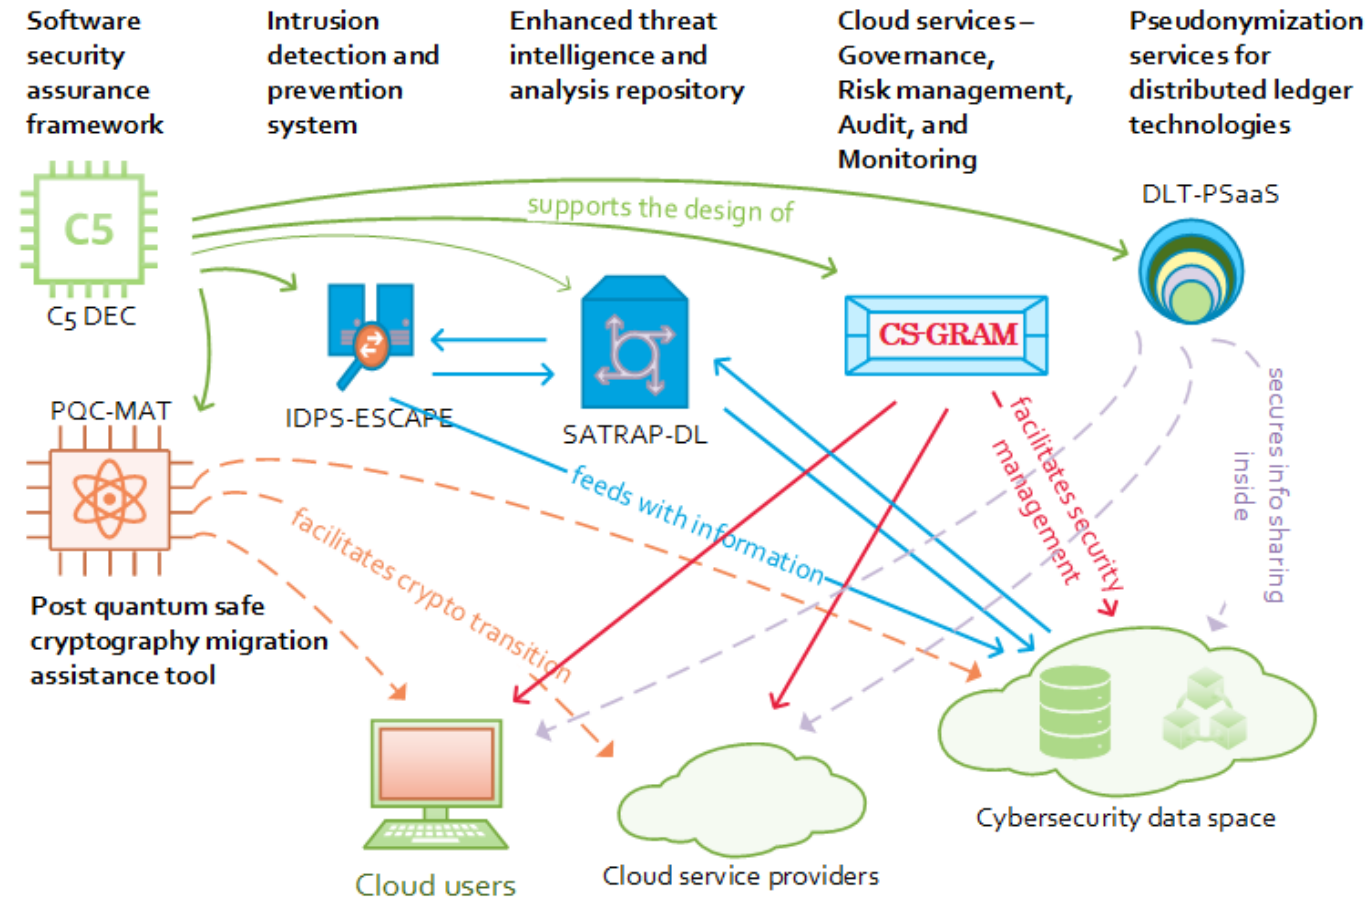 Software
security
assurance
framework
Intrusion
detection and
prevention
system
Enhanced threat
intelligence and
analysis repository
Cloud services –
Governance,
Risk management,
Audit, and
Monitoring
Pseudonymization
services for
distributed ledger
technologies
DLT-PSaaS
supports the design of
C5
C5 DEC
CS-GRAM
PQC-MAT
IDPS-ESCAPE
SATRAP-DL
feeds with information
facilitates security
management
secures info sharing
inside
facilitates crypto transition
Post quantum safe
cryptography migration
assistance tool
Cybersecurity data space
Cloud service providers
Cloud users